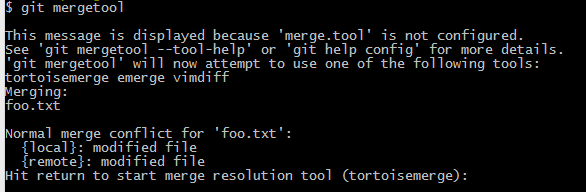 $ git mergetool
This message is displayed because 'merge.tool' is not configured.
See 'git mergetool --tool-help' or 'git help config' for more details.
'git mergetool' will now attempt to use one of the following tools:
tortoisemerge emerge vimdiff
Merging:
foo.txt
Normal merge conflict for 'foo.txt':
  {local}: modified file
  {remote}: modified file
Hit return to start merge resolution tool (tortoisemerge):